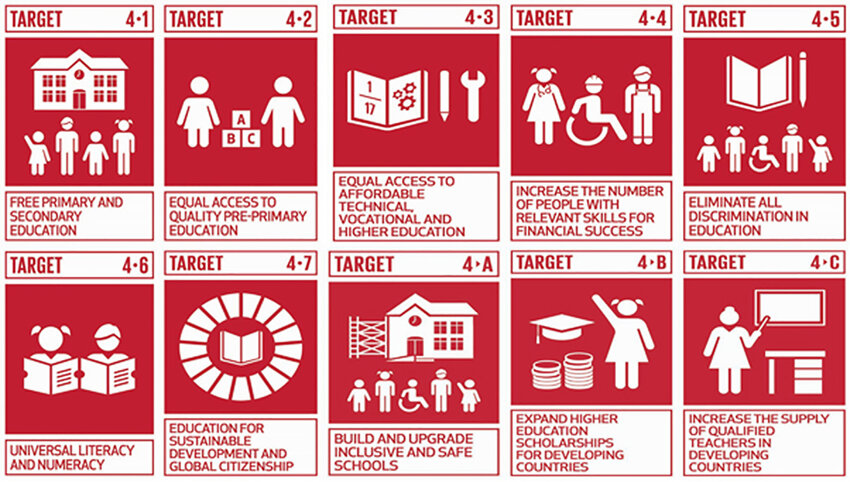 TARGET 4·1
FREE PRIMARY AND
SECONDARY
EDUCATION
TARGET 4·2
A
B C
EQUAL ACCESS TO
QUALITY PRE-PRIMARY
EDUCATION
TARGET 4·3
1
17
EQUAL ACCESS TO
AFFORDABLE
TECHNICAL,
VOCATIONAL AND
HIGHER EDUCATION
TARGET 4·4
INCREASE THE NUMBER
OF PEOPLE WITH
RELEVANT SKILLS FOR
FINANCIAL SUCCESS
TARGET 4·5
ELIMINATE ALL
DISCRIMINATION IN
EDUCATION
TARGET 4·6
UNIVERSAL LITERACY
AND NUMERACY
TARGET 4·7
EDUCATION FOR
SUSTAINABLE
DEVELOPMENT AND
GLOBAL CITIZENSHIP
TARGET 4▸A
BUILD AND UPGRADE
INCLUSIVE AND SAFE
SCHOOLS
TARGET 4▸B
EXPAND HIGHER
EDUCATION
SCHOLARSHIPS
FOR DEVELOPING
COUNTRIES
TARGET 4▸C
INCREASE THE SUPPLY
OF QUALIFIED
TEACHERS IN
DEVELOPING
COUNTRIES